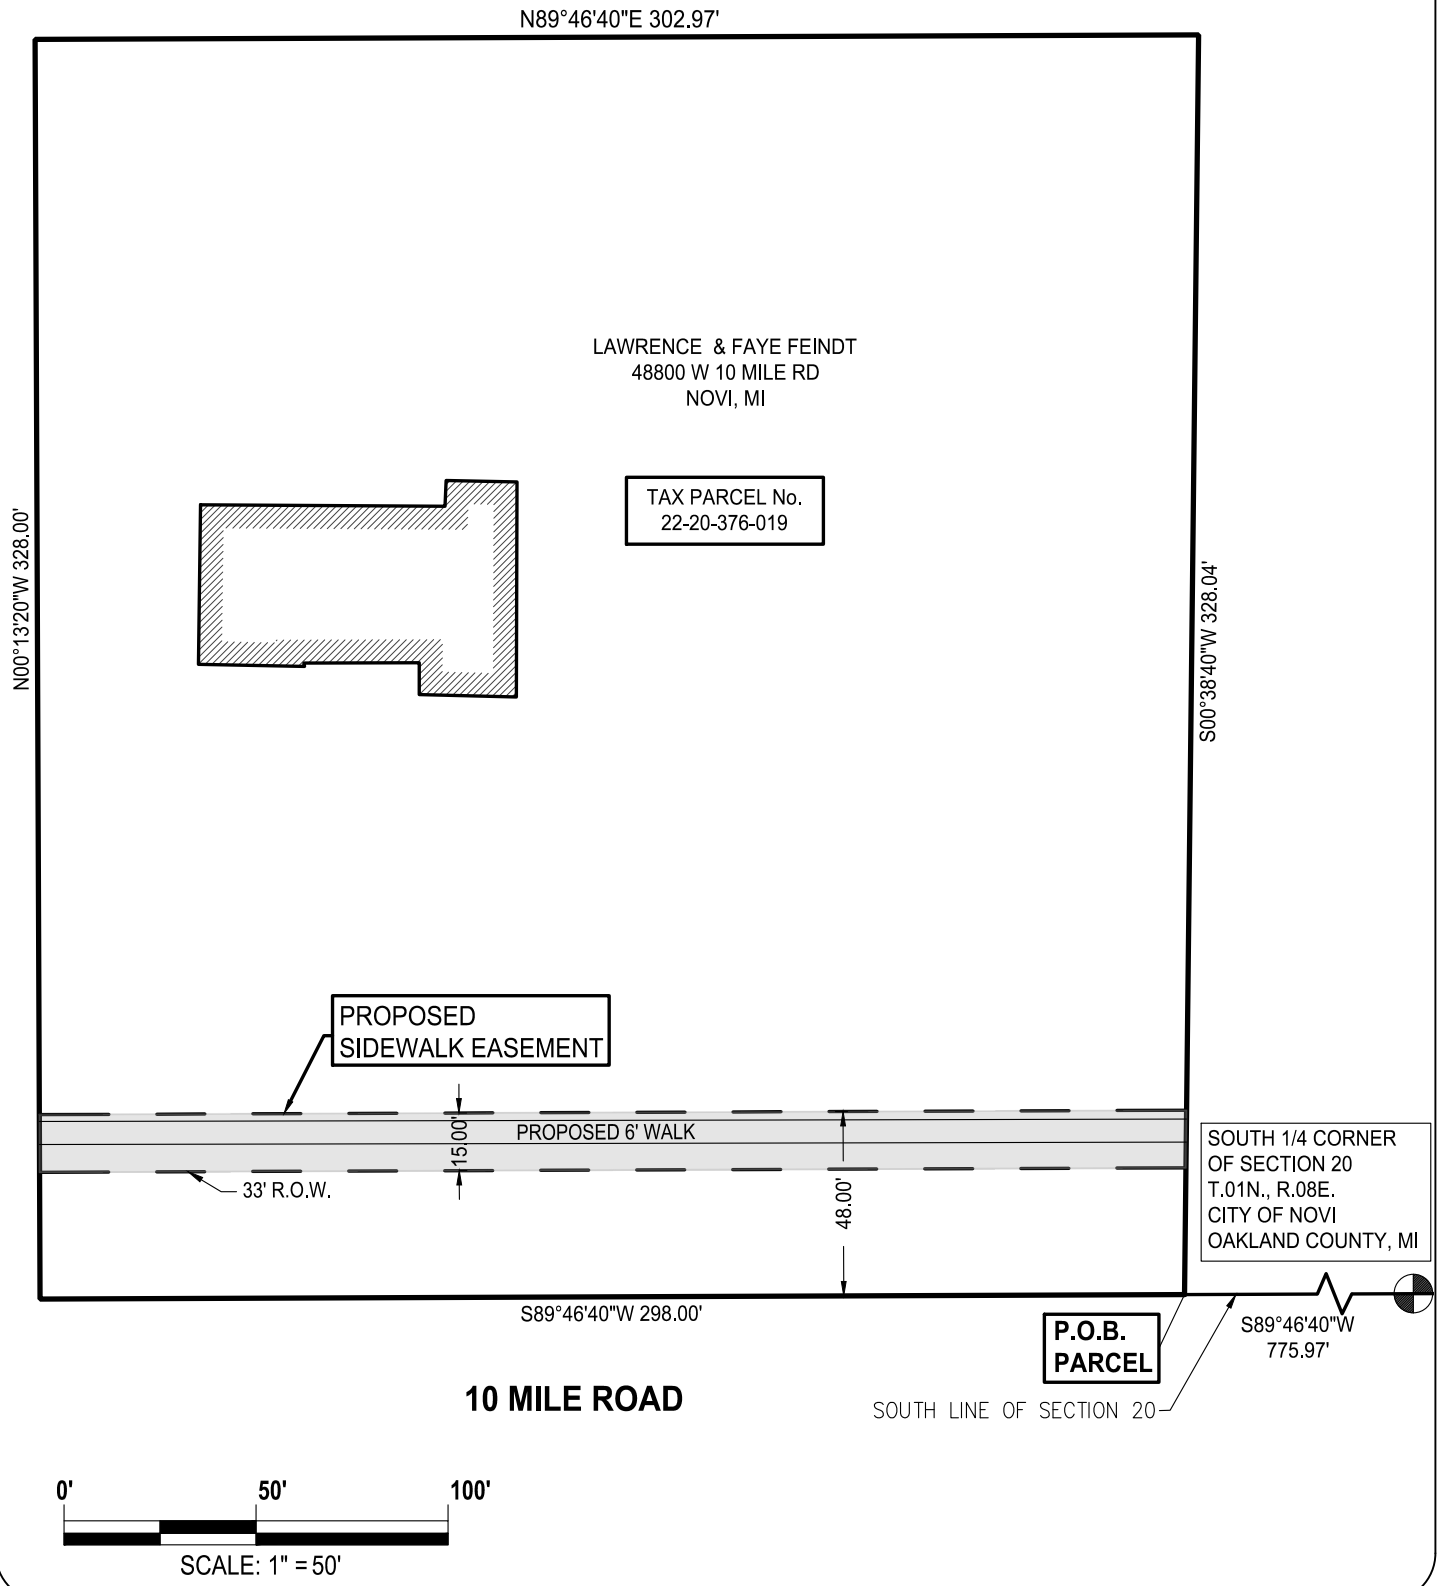 N89°46'40"E 302.97'
LAWRENCE & FAYE FEINDT
48800 W 10 MILE RD
NOVI, MI
TAX PARCEL No.
22-20-376-019
N00°13'20"W 328.00'
S00°38'40"W 328.04'
PROPOSED
SIDEWALK EASEMENT
15.00'
PROPOSED 6' WALK
33' R.O.W.
48.00'
SOUTH 1/4 CORNER
OF SECTION 20
T.01N., R.08E.
CITY OF NOVI
OAKLAND COUNTY, MI
S89°46'40"W 298.00'
P.O.B.
PARCEL
S89°46'40"W
775.97'
10 MILE ROAD
SOUTH LINE OF SECTION 20
0' 50' 100'
SCALE: 1" = 50'